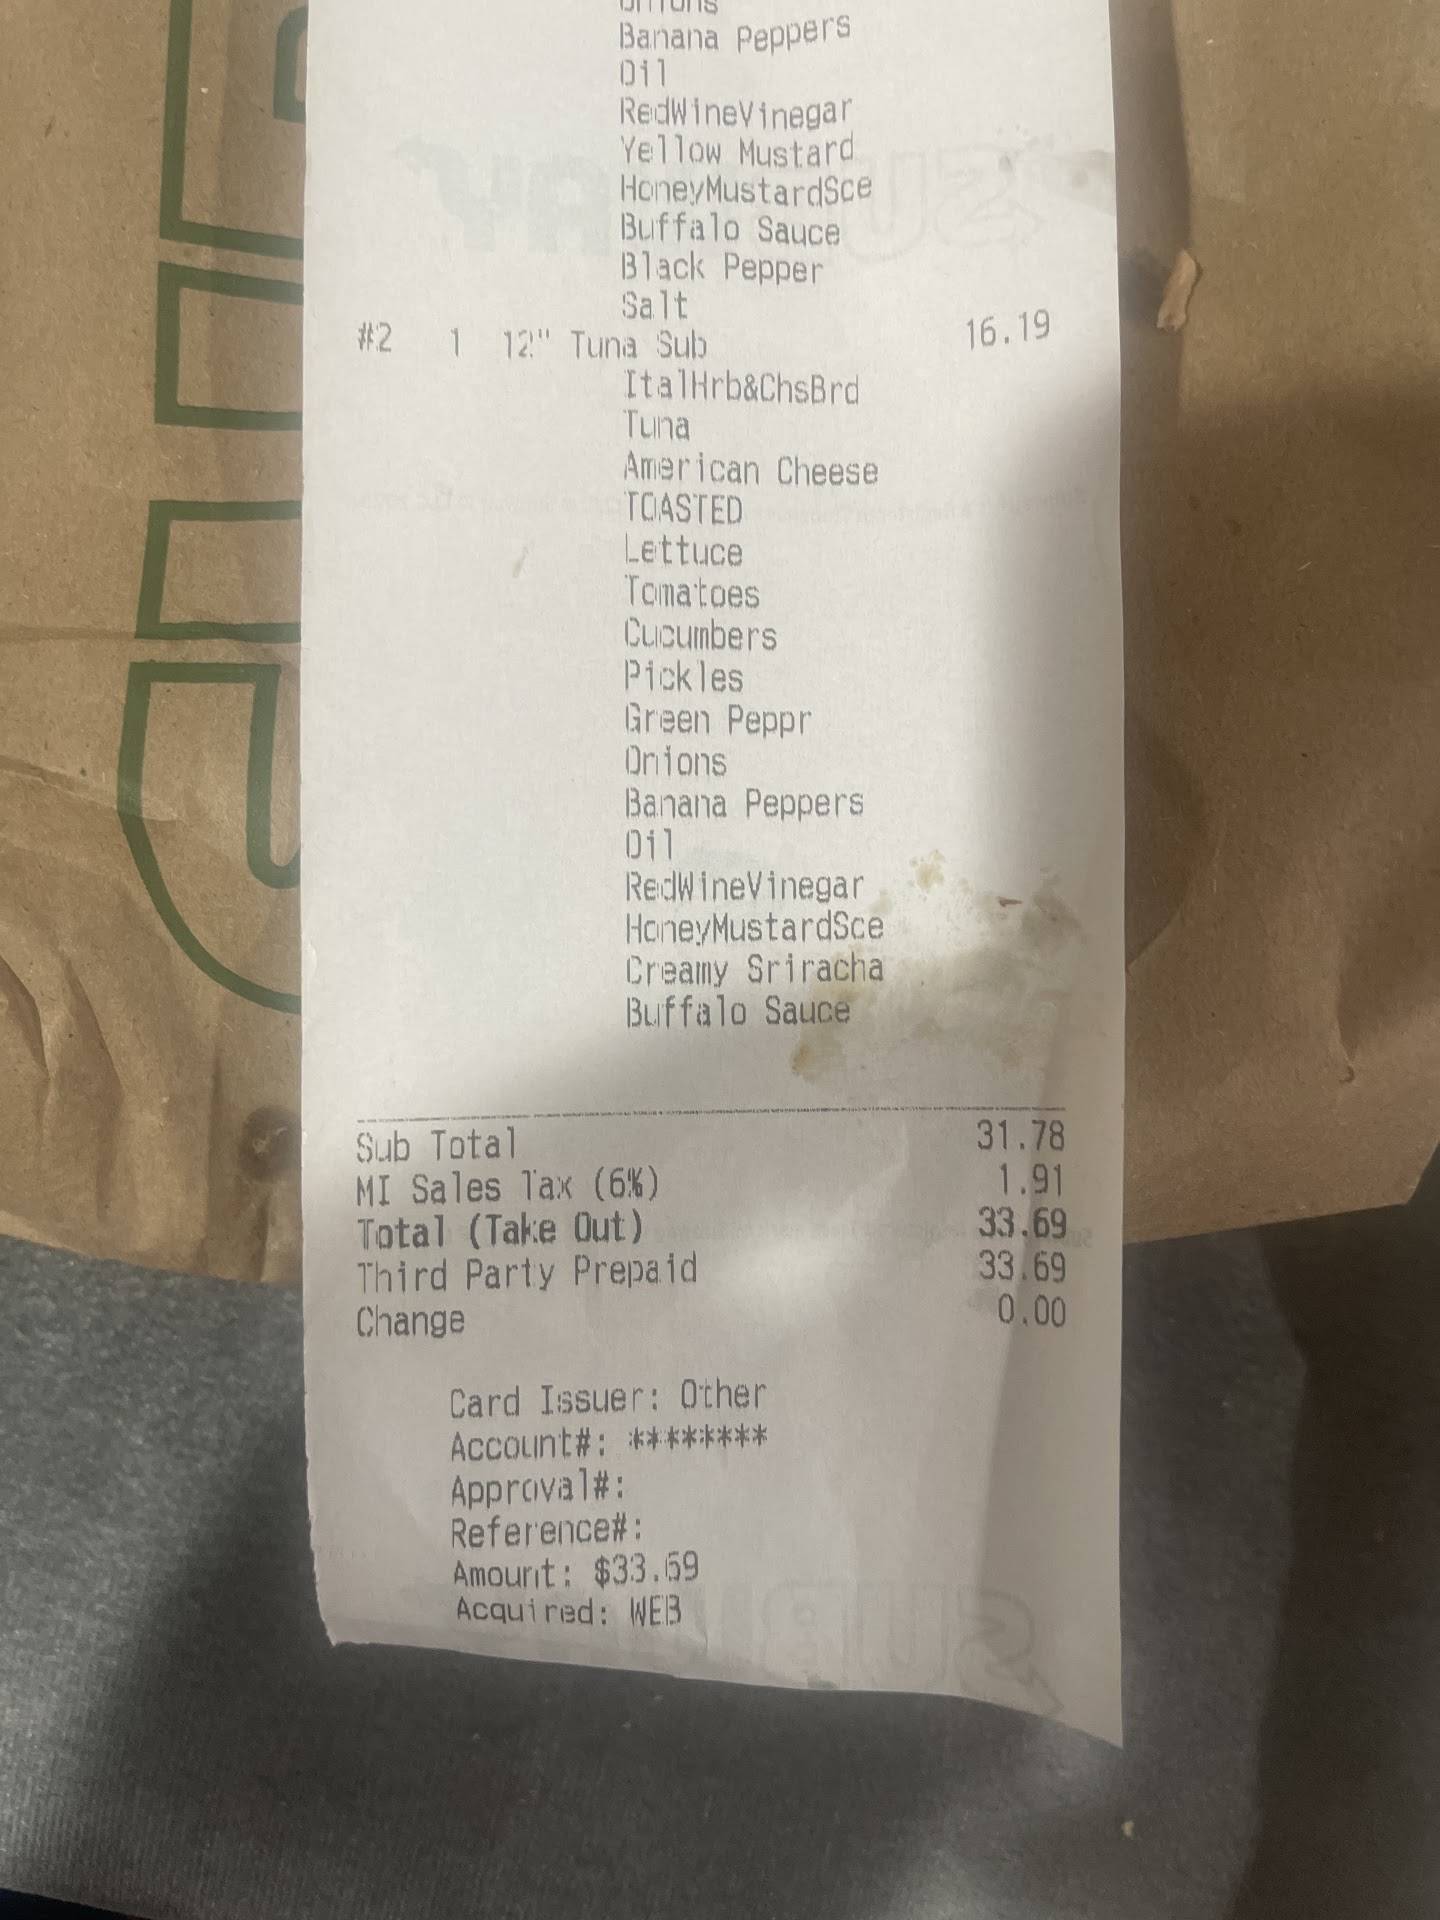 Onions
Banana Peppers
Oil
RedWineVinegar
Yellow Mustard
HoneyMustardSce
Buffalo Sauce
Black Pepper
Salt
#2 1 12" Tuna Sub 16.19
ItalHrb&ChsBrd
Tuna
American Cheese
TOASTED
Lettuce
Tomatoes
Cucumbers
Pickles
Green Peppr
Onions
Banana Peppers
Oil
RedWineVinegar
HoneyMustardSce
Creamy Sriracha
Buffalo Sauce
Sub Total 31.78
MI Sales Tax (6%) 1.91
Total (Take Out) 33.69
Third Party Prepaid 33.69
Change 0.00
Card Issuer: Other
Account#: ********
Approval#:
Reference#:
Amount: $33.69
Acquired: WEB